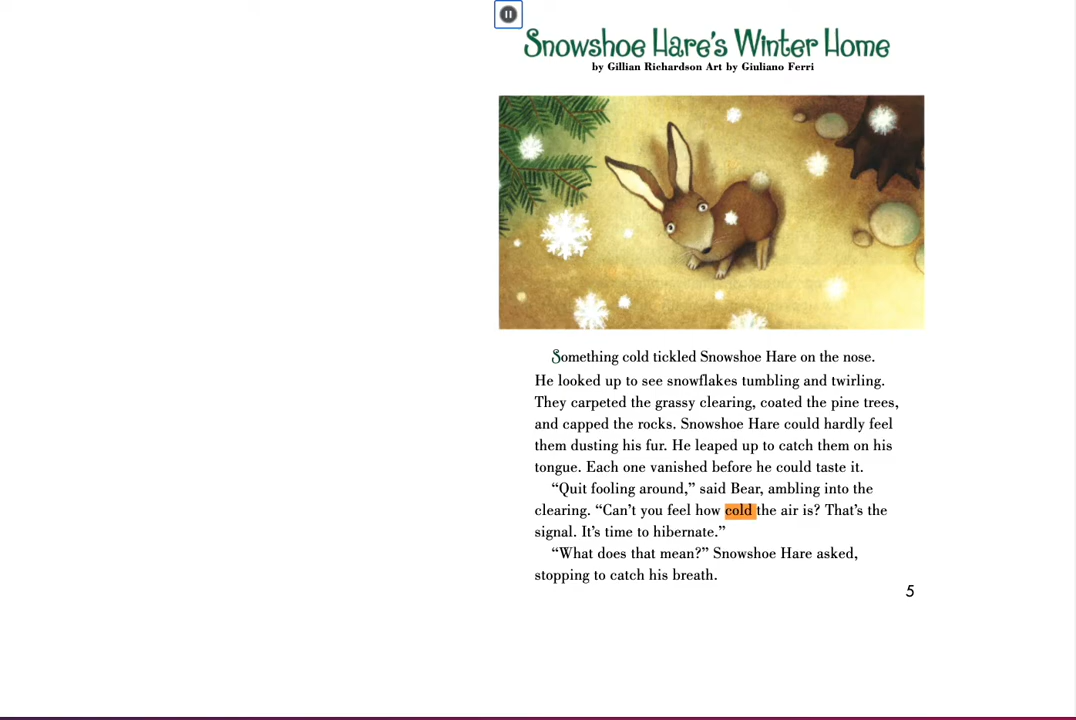 Snowshoe Hare's Winter Home
by Gillian Richardson Art by Giuliano Ferri
Something cold tickled Snowshoe Hare on the nose.
He looked up to see snowflakes tumbling and twirling.
They carpeted the grassy clearing, coated the pine trees,
and capped the rocks. Snowshoe Hare could hardly feel
them dusting his fur. He leaped up to catch them on his
tongue. Each one vanished before he could taste it.
“Quit fooling around,” said Bear, ambling into the
clearing. “Can’t you feel how cold the air is? That’s the
signal. It’s time to hibernate.”
“What does that mean?” Snowshoe Hare asked,
stopping to catch his breath.
5